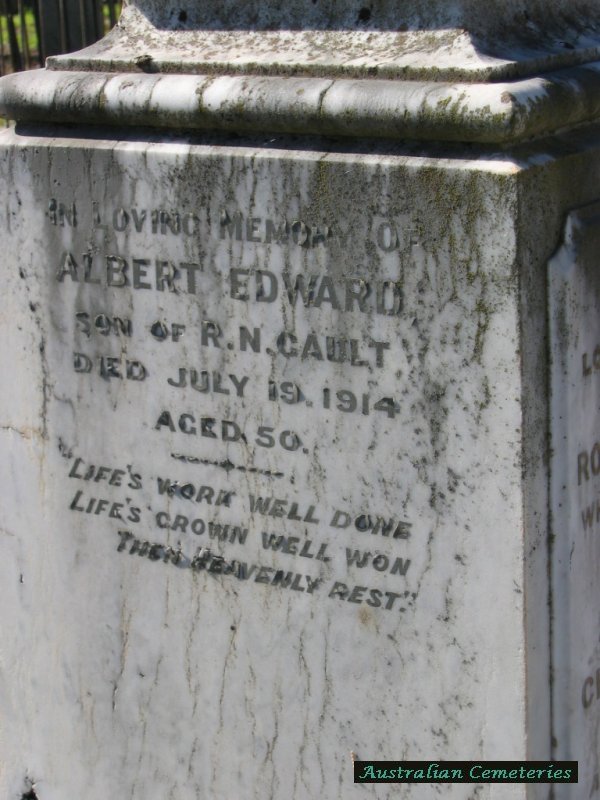 IN LOVING MEMORY OF
ALBERT EDWARD,
SON OF R.N. GAULT
DIED JULY 19. 1914
AGED 50.
"LIFE'S WORK WELL DONE
LIFE'S CROWN WELL WON
THEN HEAVENLY REST."
Australian Cemeteries